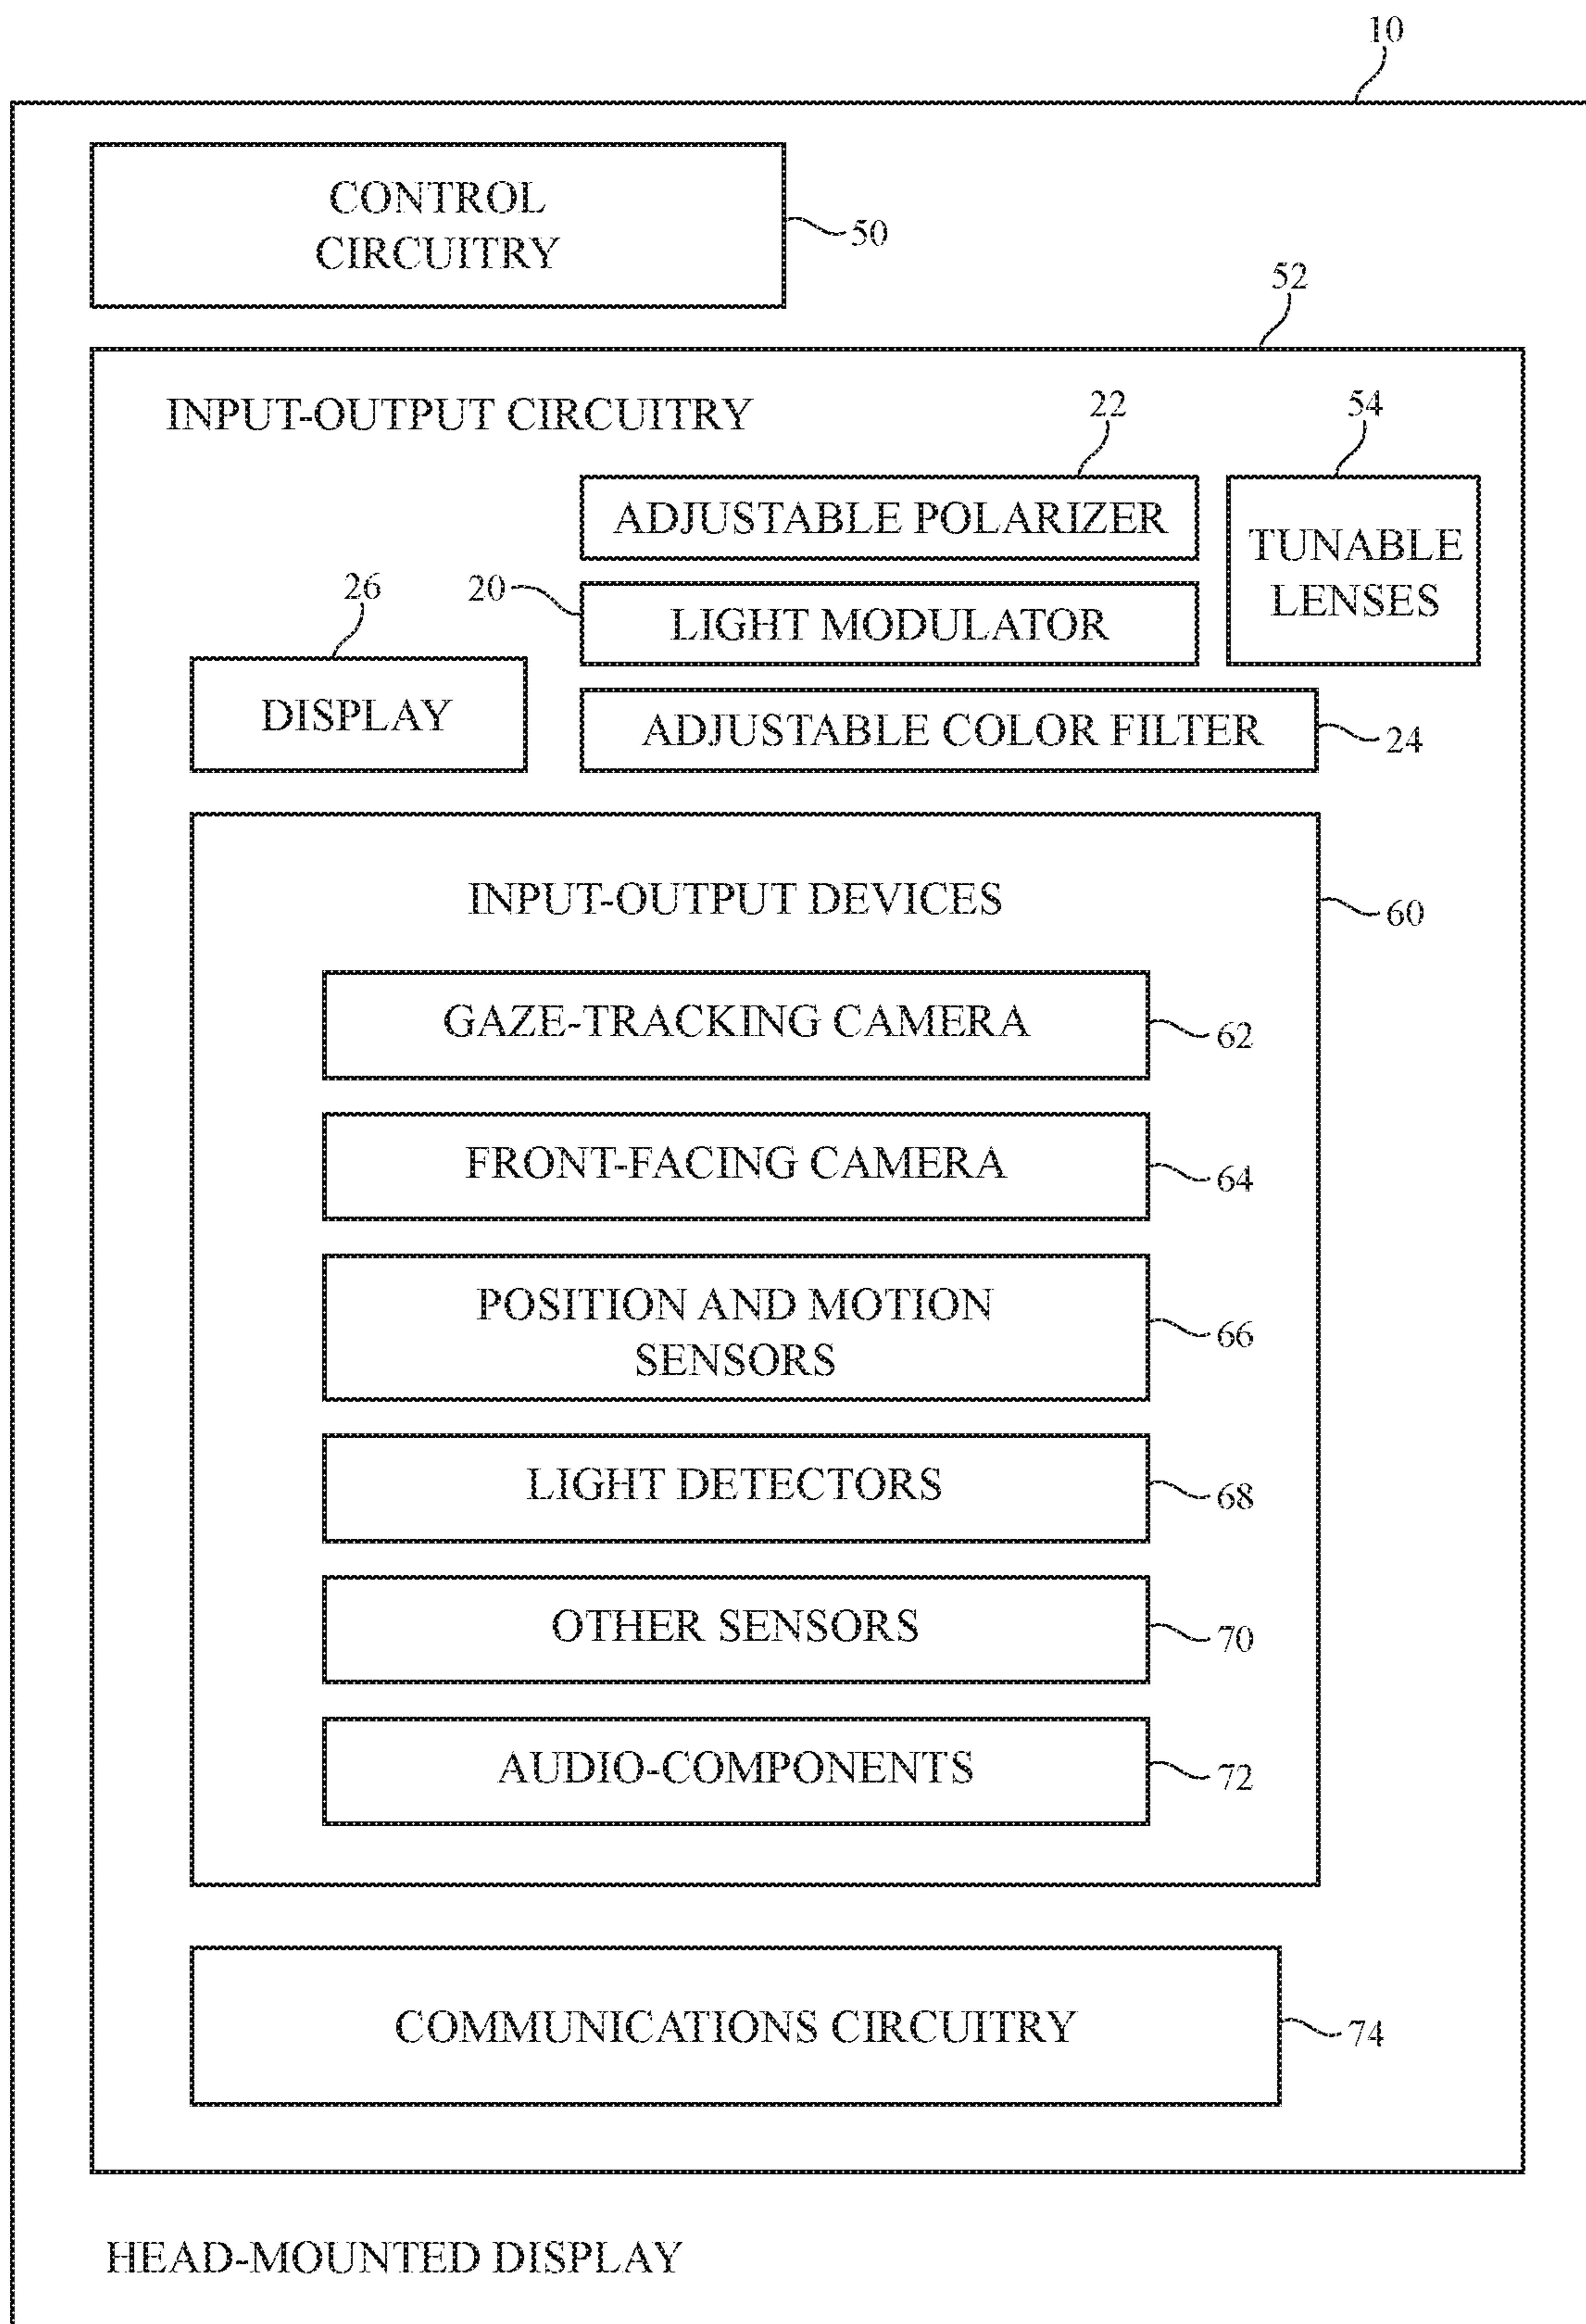 10
CONTROL
CIRCUITRY
50
52
INPUT-OUTPUT CIRCUITRY
22
54
ADJUSTABLE POLARIZER
TUNABLE
LENSES
26
20
LIGHT MODULATOR
DISPLAY
ADJUSTABLE COLOR FILTER
24
INPUT-OUTPUT DEVICES
60
GAZE-TRACKING CAMERA
62
FRONT-FACING CAMERA
64
POSITION AND MOTION
SENSORS
66
LIGHT DETECTORS
68
OTHER SENSORS
70
AUDIO-COMPONENTS
72
COMMUNICATIONS CIRCUITRY
74
HEAD-MOUNTED DISPLAY